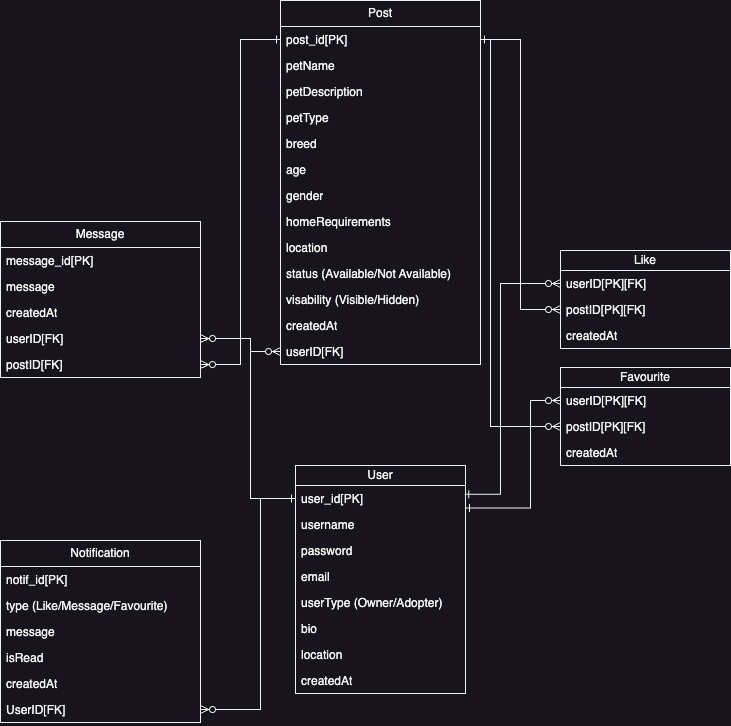 Post
post_id[PK]
petName
petDescription
petType
breed
age
gender
homeRequirements
location
status (Available/Not Available)
visability (Visible/Hidden)
createdAt
userID[FK]
Message
message_id[PK]
message
createdAt
userID[FK]
postID[FK]
Like
userID[PK][FK]
postID[PK][FK]
createdAt
Favourite
userID[PK][FK]
postID[PK][FK]
createdAt
User
user_id[PK]
username
password
email
userType (Owner/Adopter)
bio
location
createdAt
Notification
notif_id[PK]
type (Like/Message/Favourite)
message
isRead
createdAt
UserID[FK]